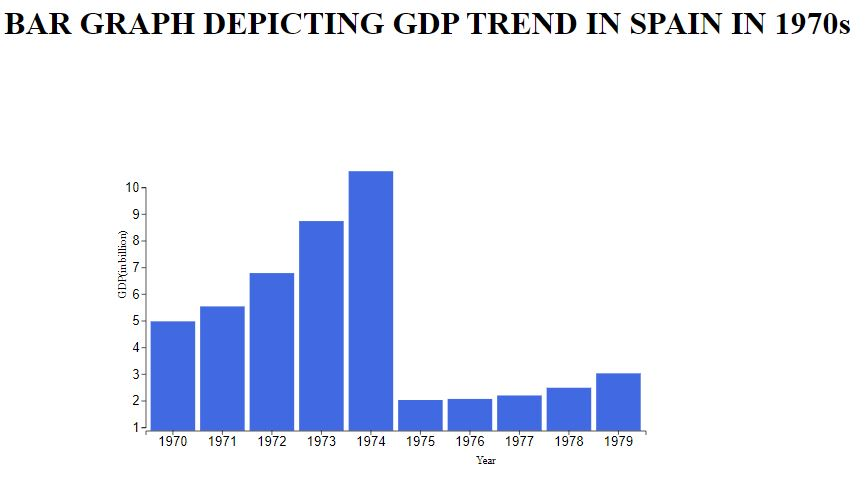 BAR GRAPH DEPICTING GDP TREND IN SPAIN IN 1970s
10
9
8
7
6
5
4
3
2
1
GDP(in billion)
1970 1971 1972 1973 1974 1975 1976 1977 1978 1979
Year